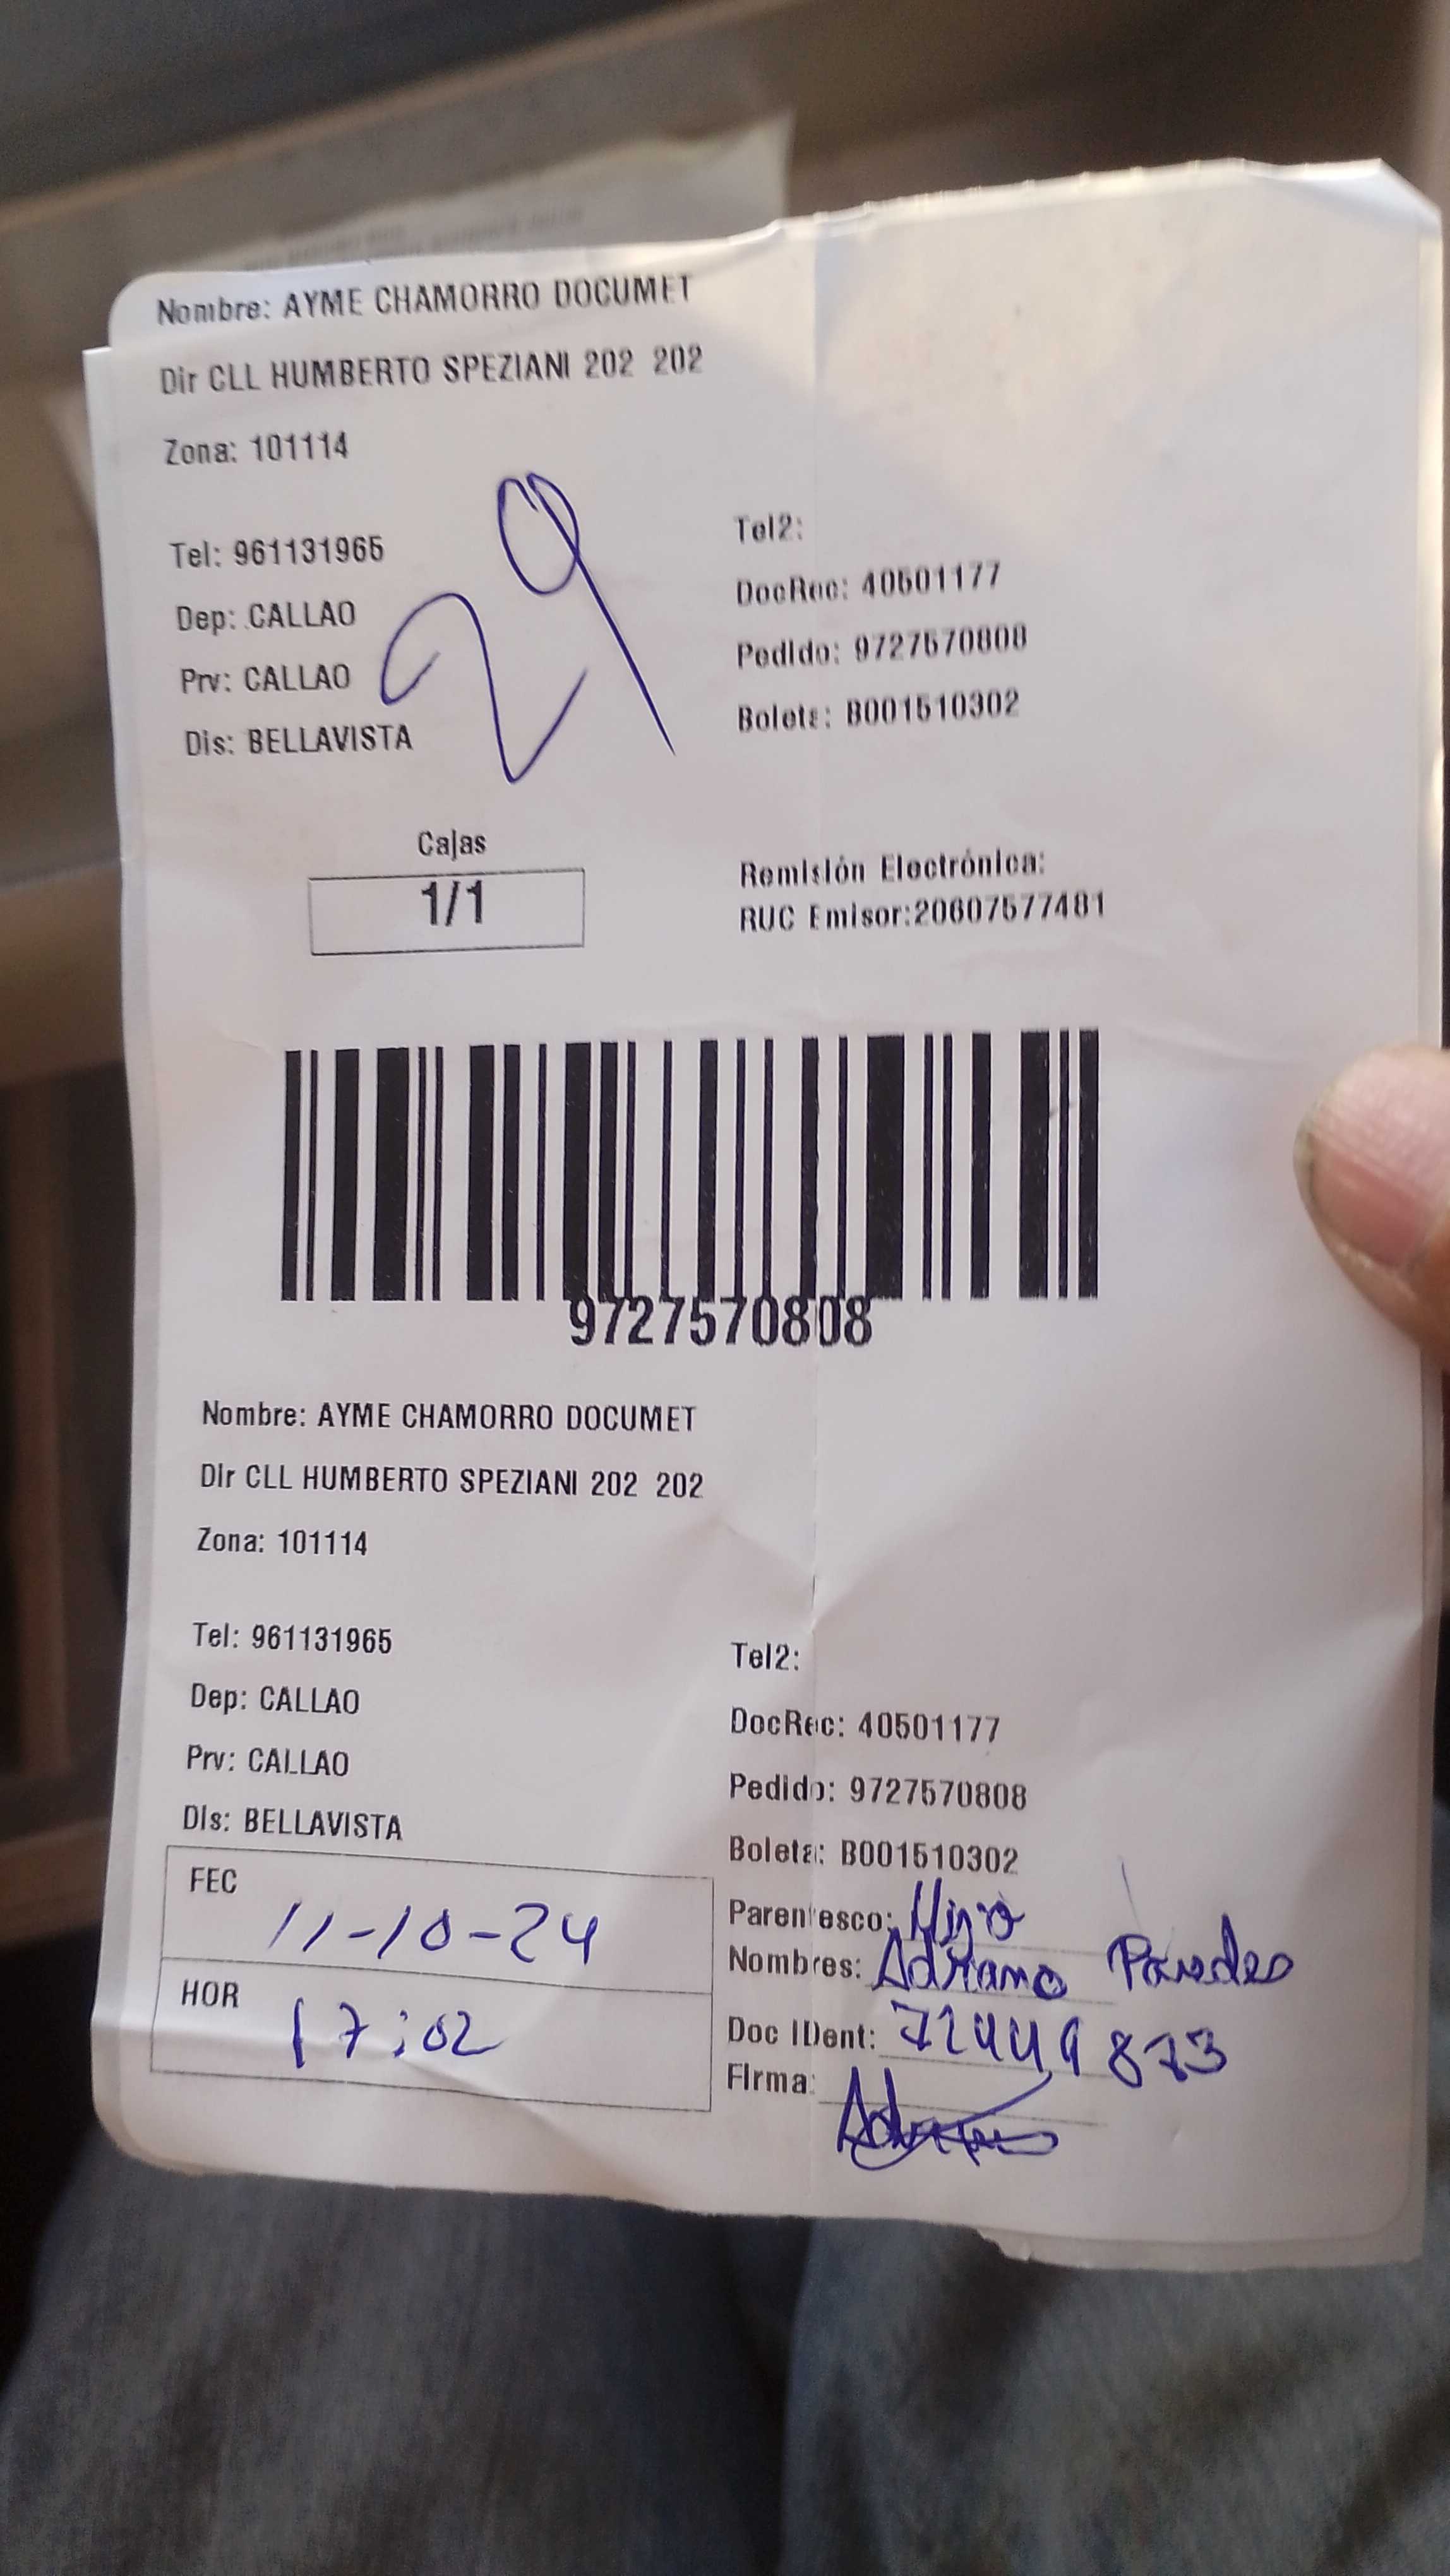 Nombre: AYME CHAMORRO DOCUMET
Dir CLL HUMBERTO SPEZIANI 202 202
Zona: 101114
29
Tel: 961131965
Tel2:
Dep: CALLAO
DocRec: 40501177
Prv: CALLAO
Pedido: 9727570808
Dis: BELLAVISTA
Boleta: B001510302
Cajas
1/1
Remisión Electrónica:
RUC Emisor:20607577481
9727570808
Nombre: AYME CHAMORRO DOCUMET
Dir CLL HUMBERTO SPEZIANI 202 202
Zona: 101114
Tel: 961131965
Tel2:
Dep: CALLAO
DocRec: 40501177
Prv: CALLAO
Pedido: 9727570808
Dis: BELLAVISTA
Boleta: B001510302
FEC
11-10-24
HOR
17:02
Parentesco: Hijo
Nombres: Adriano Paredes
Doc IDent: 72449873
Firma: